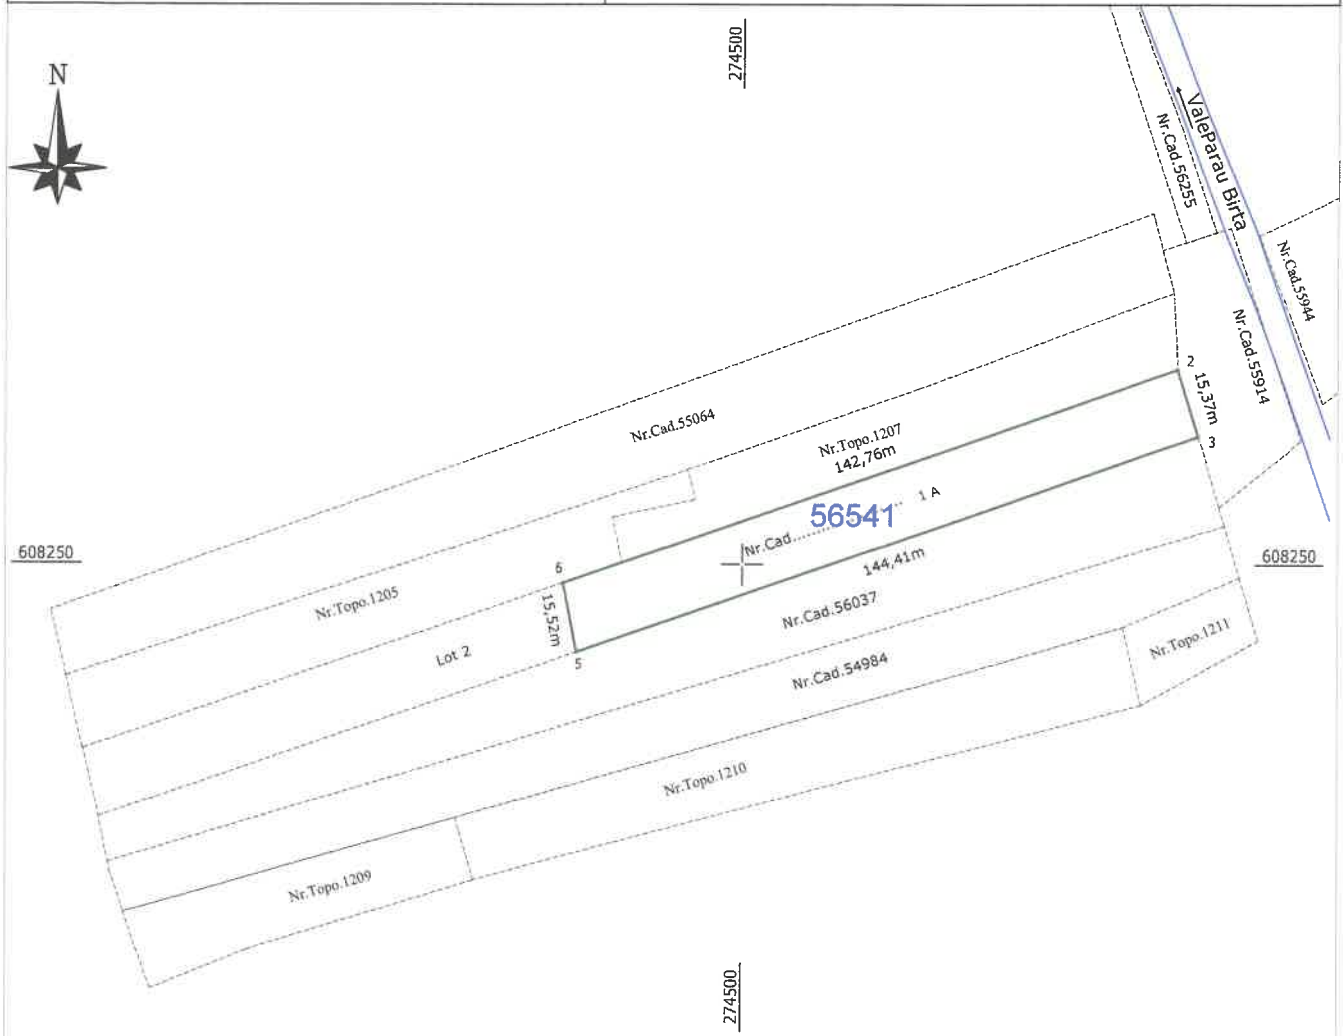 274500
N
ValeParau Birta
Nr.Cad.56255
Nr.Cad.55944
Nr.Cad.55914
2
15,37m
3
Nr.Cad.55064
Nr.Topo.1207
142,76m
1 A
56541
Nr.Cad..................
608250
608250
6
144,41m
15,52m
Nr.Topo.1205
Nr.Cad.56037
Lot 2
5
Nr.Topo.1211
Nr.Cad.54984
Nr.Topo.1210
Nr.Topo.1209
274500